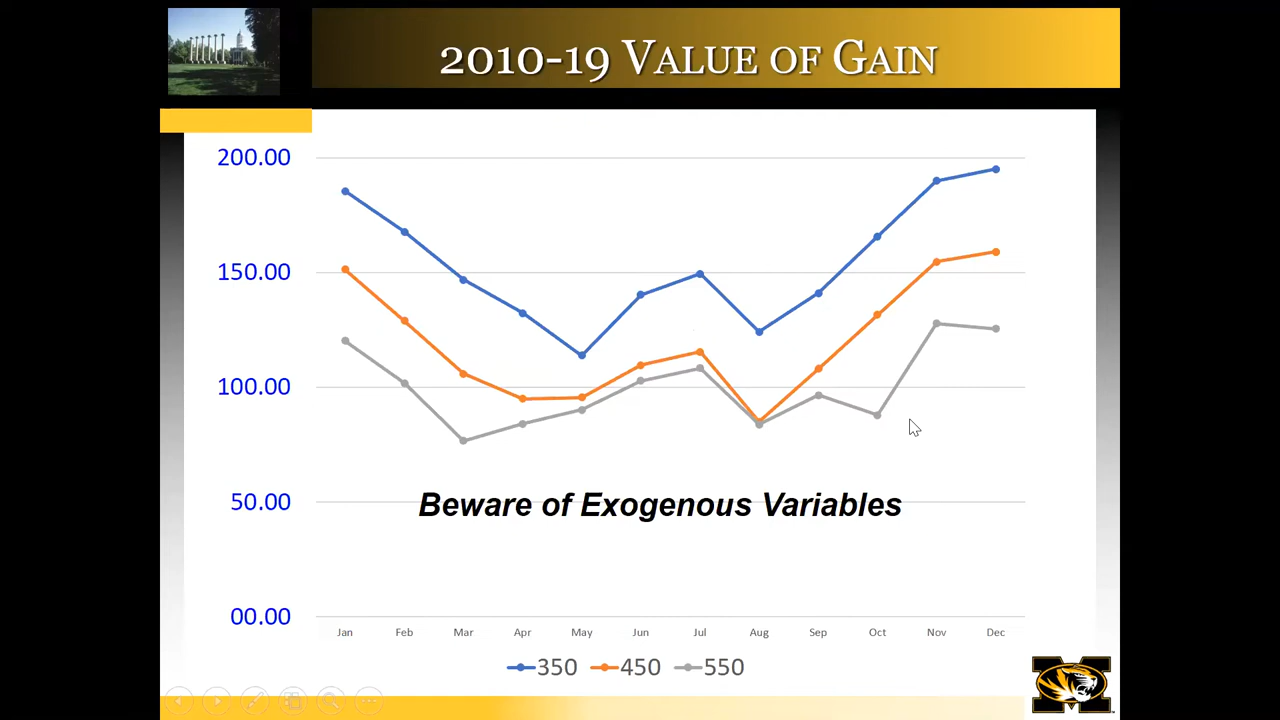 2010-19 VALUE OF GAIN
200.00
150.00
100.00
50.00
00.00
Beware of Exogenous Variables
Jan Feb Mar Apr May Jun Jul Aug Sep Oct Nov Dec
350 450 550